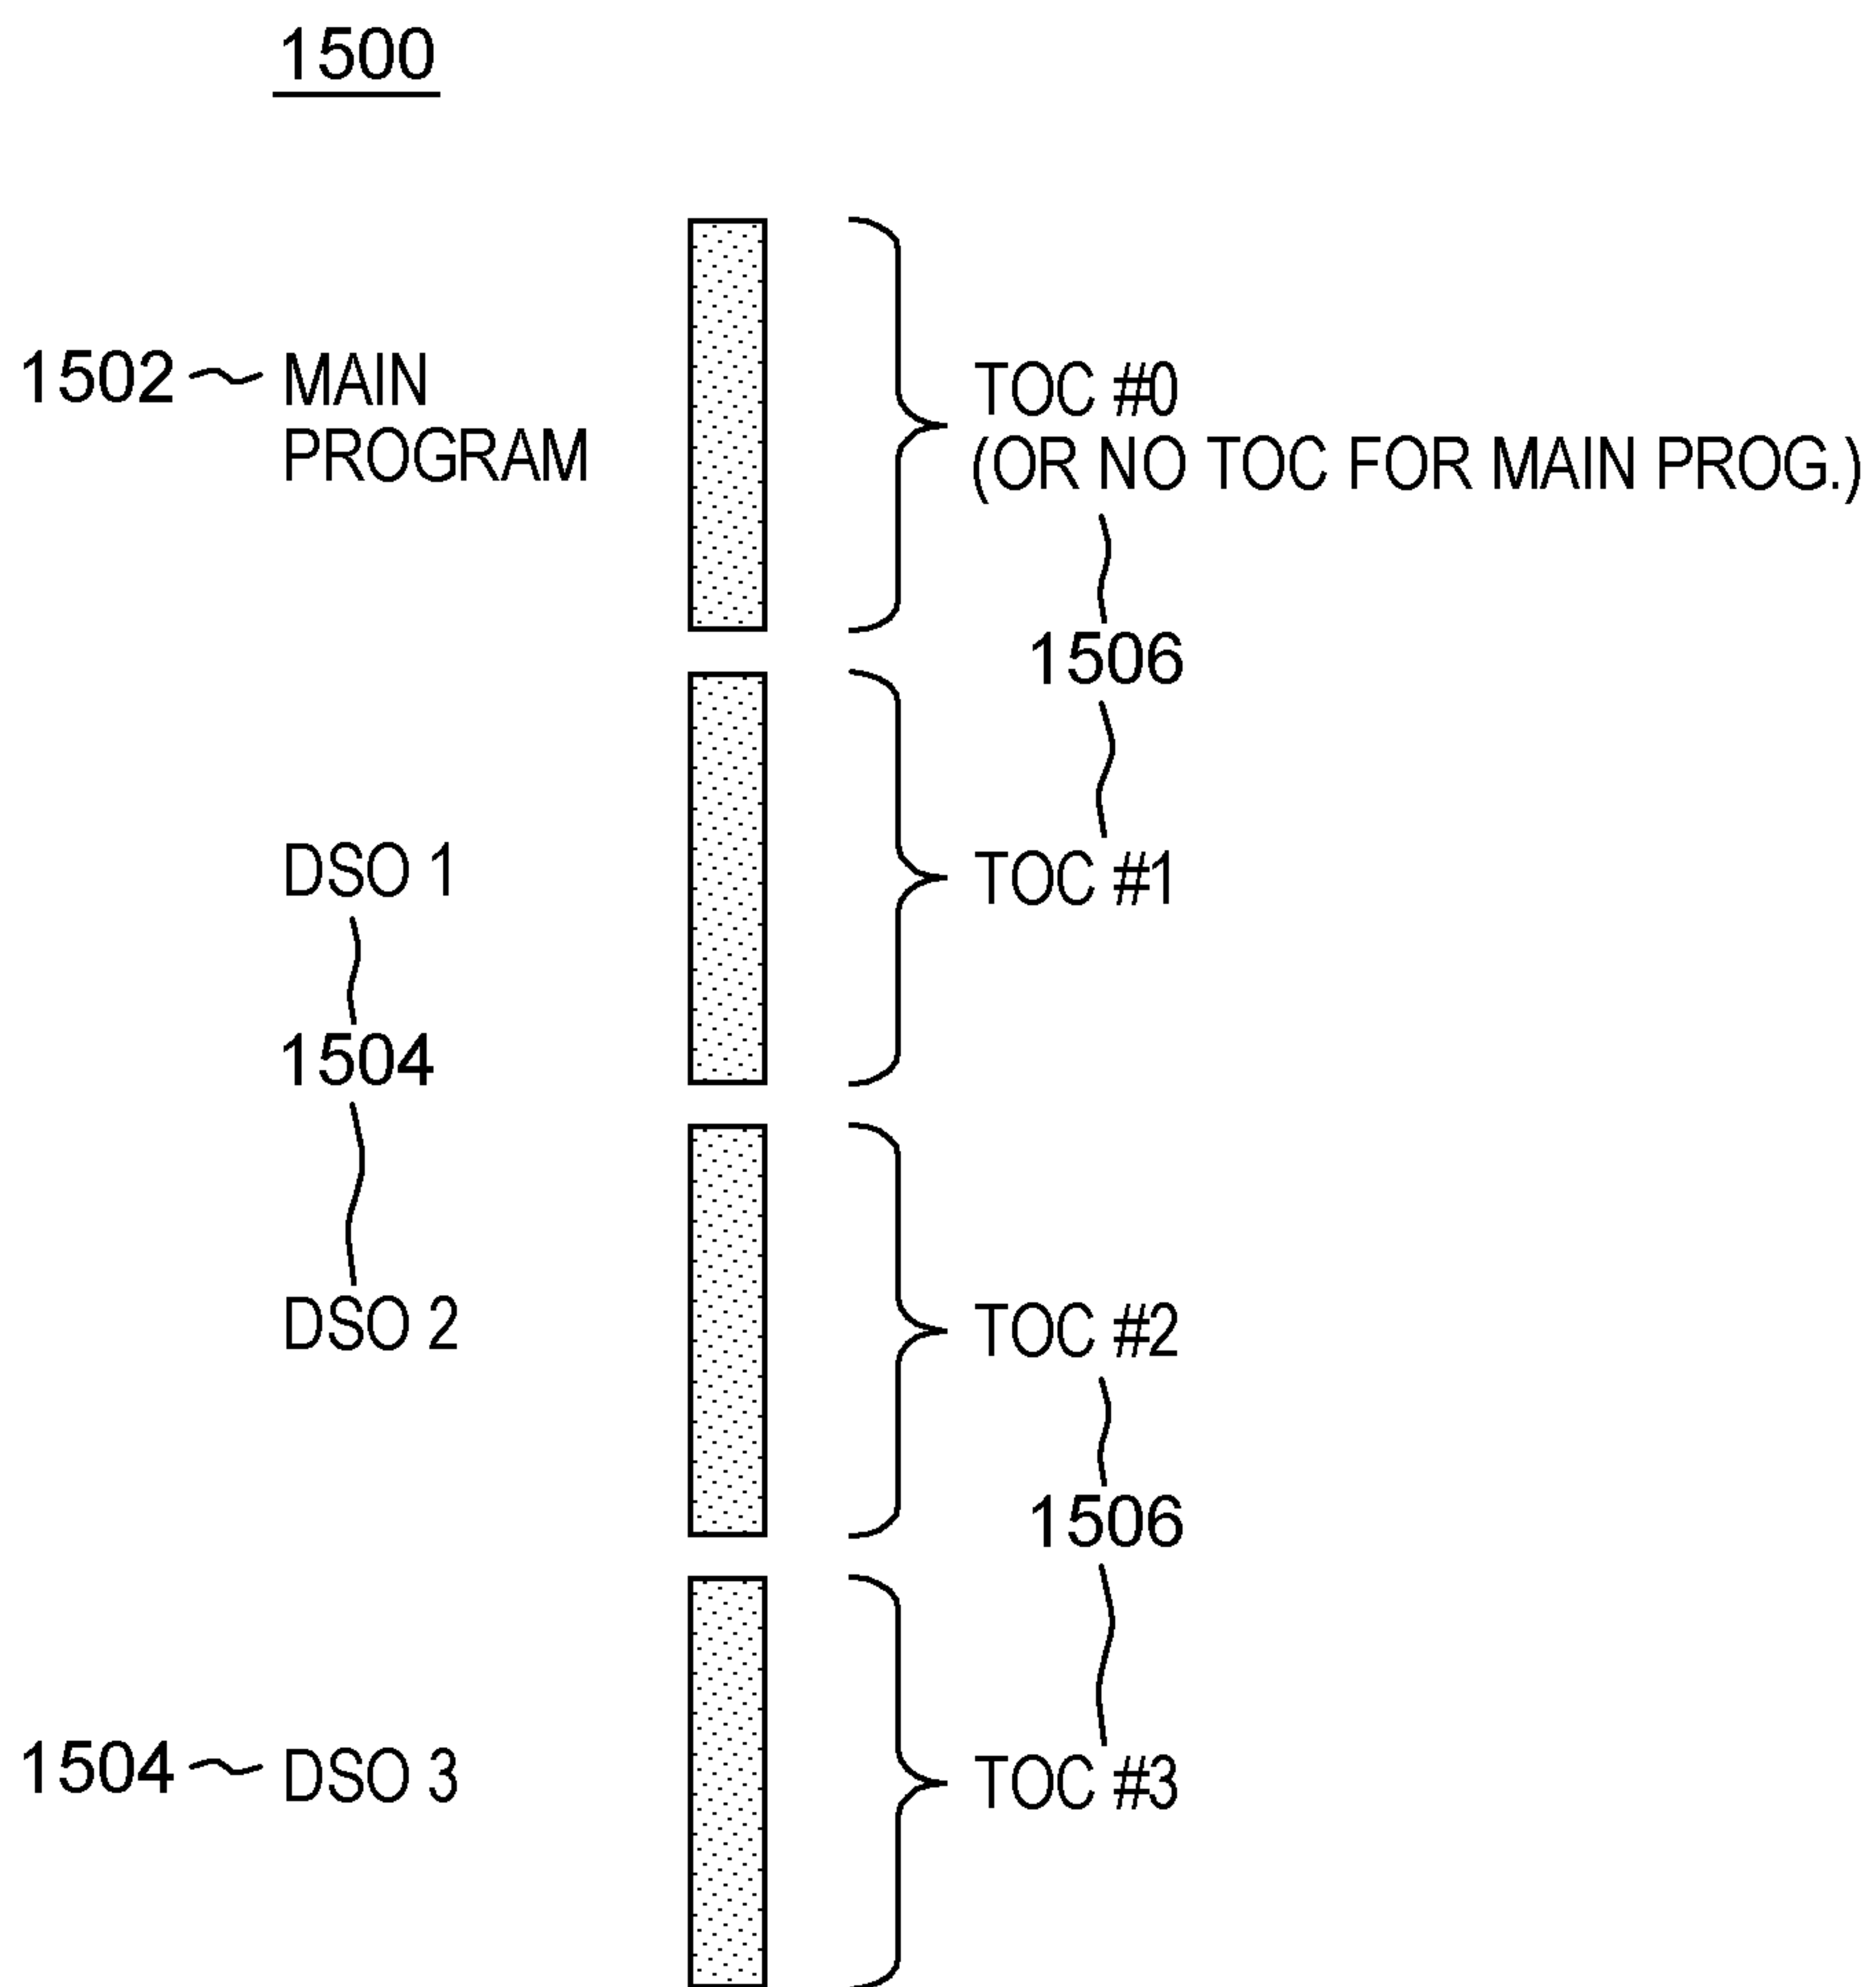 1500
1502
MAIN
PROGRAM
TOC #0
(OR NO TOC FOR MAIN PROG.)
1506
DSO 1
TOC #1
1504
DSO 2
TOC #2
1506
1504
DSO 3
TOC #3